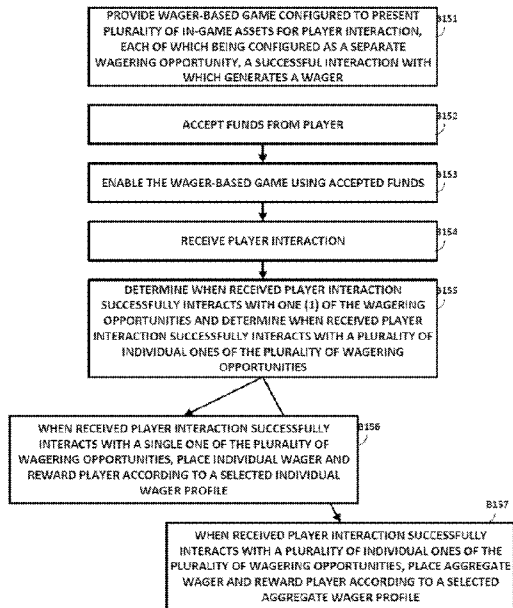 PROVIDE WAGER-BASED GAME CONFIGURED TO PRESENT
PLURALITY OF IN-GAME ASSETS FOR PLAYER INTERACTION,
EACH OF WHICH BEING CONFIGURED AS A SEPARATE
WAGERING OPPORTUNITY, A SUCCESSFUL INTERACTION WITH
WHICH GENERATES A WAGER
B151
ACCEPT FUNDS FROM PLAYER
B152
ENABLE THE WAGER-BASED GAME USING ACCEPTED FUNDS
B153
RECEIVE PLAYER INTERACTION
B154
DETERMINE WHEN RECEIVED PLAYER INTERACTION
SUCCESSFULLY INTERACTS WITH ONE (1) OF THE WAGERING
OPPORTUNITIES AND DETERMINE WHEN RECEIVED PLAYER
INTERACTION SUCCESSFULLY INTERACTS WITH A PLURALITY OF
INDIVIDUAL ONES OF THE PLURALITY OF WAGERING
OPPORTUNITIES
B155
WHEN RECEIVED PLAYER INTERACTION SUCCESSFULLY
INTERACTS WITH A SINGLE ONE OF THE PLURALITY OF
WAGERING OPPORTUNITIES, PLACE INDIVIDUAL WAGER AND
REWARD PLAYER ACCORDING TO A SELECTED INDIVIDUAL
WAGER PROFILE
B156
B157
WHEN RECEIVED PLAYER INTERACTION SUCCESSFULLY
INTERACTS WITH A PLURALITY OF INDIVIDUAL ONES OF THE
PLURALITY OF WAGERING OPPORTUNITIES, PLACE AGGREGATE
WAGER AND REWARD PLAYER ACCORDING TO A SELECTED
AGGREGATE WAGER PROFILE